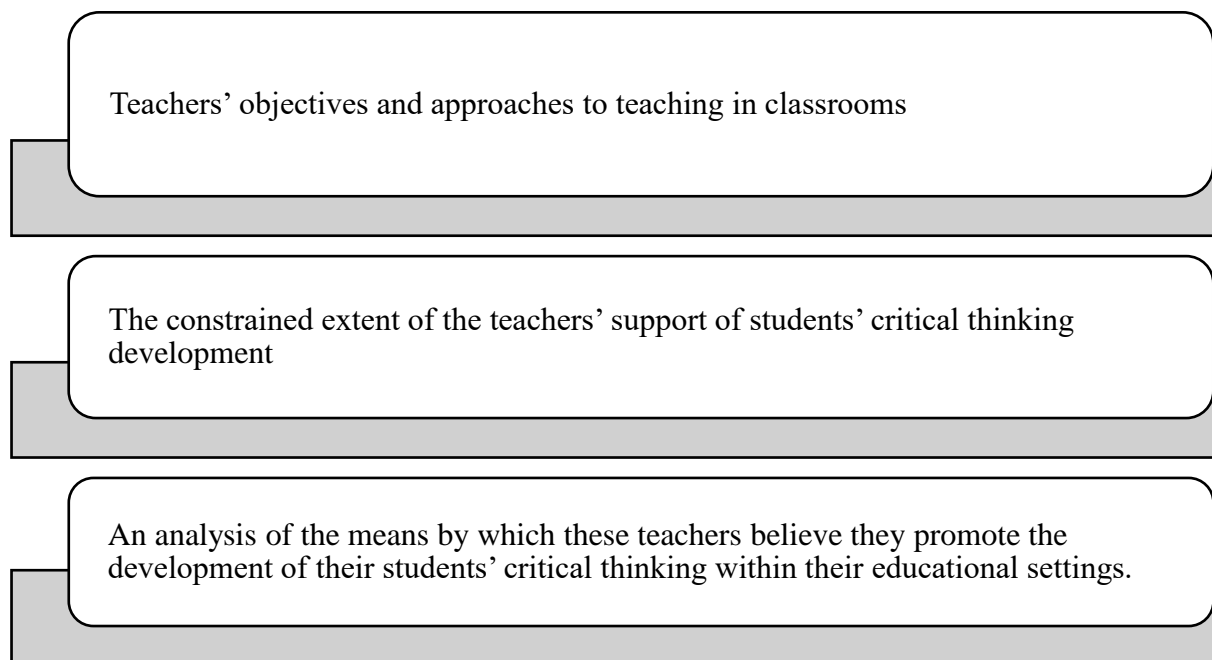 Teachers’ objectives and approaches to teaching in classrooms
The constrained extent of the teachers’ support of students’ critical thinking
development
An analysis of the means by which these teachers believe they promote the
development of their students’ critical thinking within their educational settings.